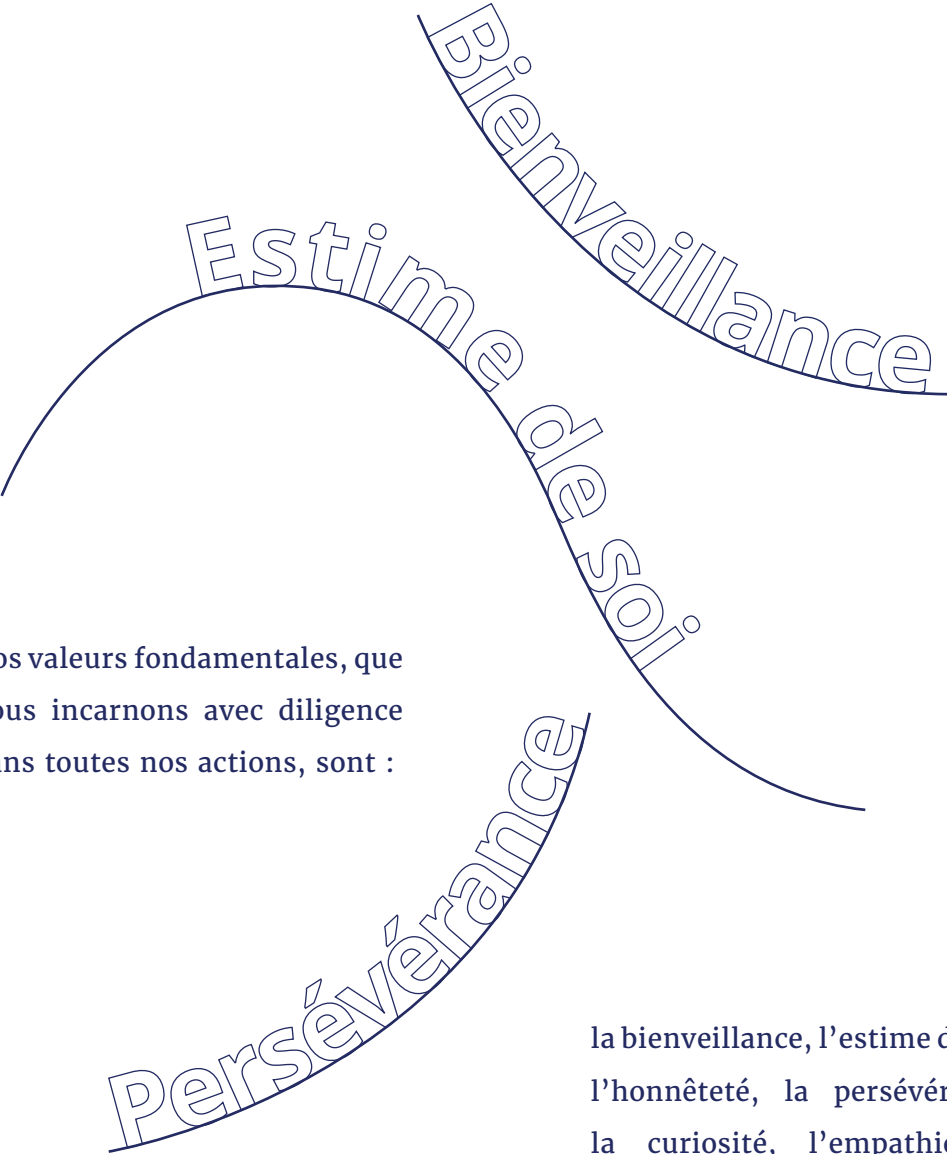 Bienveillance
Estime de soi
os valeurs fondamentales, que
ous incarnons avec diligence
ans toutes nos actions, sont :
Persévérance
la bienveillance, l’estime d
l’honnêteté, la persévér
la curiosité, l’empathie